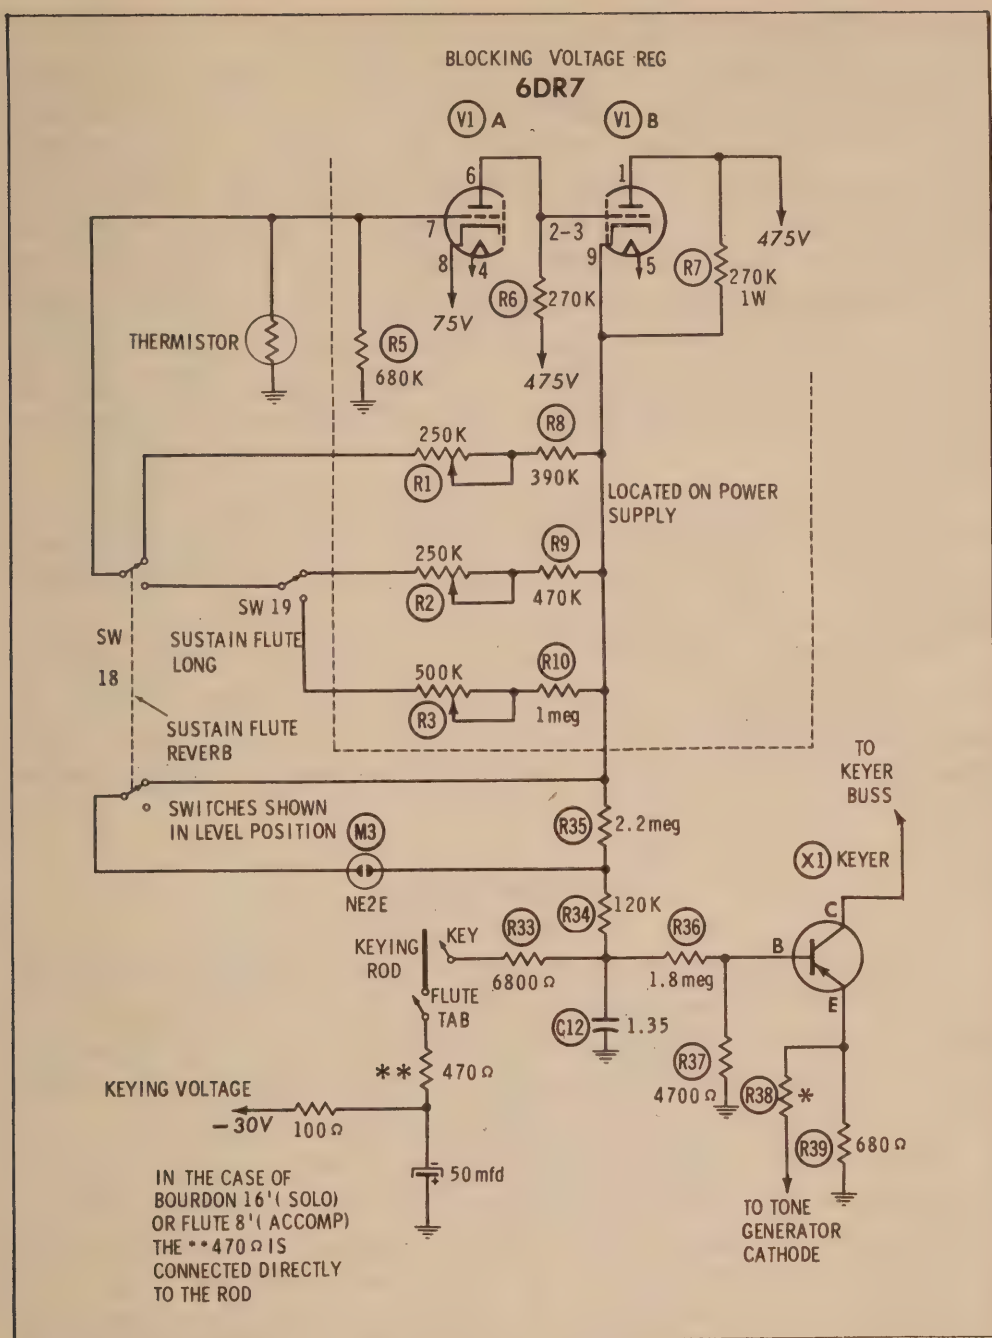 BLOCKING VOLTAGE REG
6DR7
V1 A
V1 B
6
1
7
2-3
8
4
9
5
475V
R7
270K
1W
R6
270K
75V
THERMISTOR
R5
680K
475V
250K
R8
R1
390K
LOCATED ON POWER
SUPPLY
250K
R9
R2
470K
SW 19
SW
18
SUSTAIN FLUTE
LONG
500K
R10
R3
1 meg
SUSTAIN FLUTE
REVERB
TO
KEYER
BUSS
SWITCHES SHOWN
IN LEVEL POSITION
M3
R35
2.2 meg
X1 KEYER
NE2E
R34
120K
C
KEYING
ROD
KEY
R33
6800 Ω
R36
1.8 meg
B
E
FLUTE
TAB
C12
1.35
** 470 Ω
R37
4700 Ω
R38 *
KEYING VOLTAGE
-30V
100 Ω
R39
680 Ω
- 
+
50 mfd
IN THE CASE OF
BOURDON 16' (SOLO)
OR FLUTE 8' (ACCOMP)
THE **470 Ω IS
CONNECTED DIRECTLY
TO THE ROD
TO TONE
GENERATOR
CATHODE